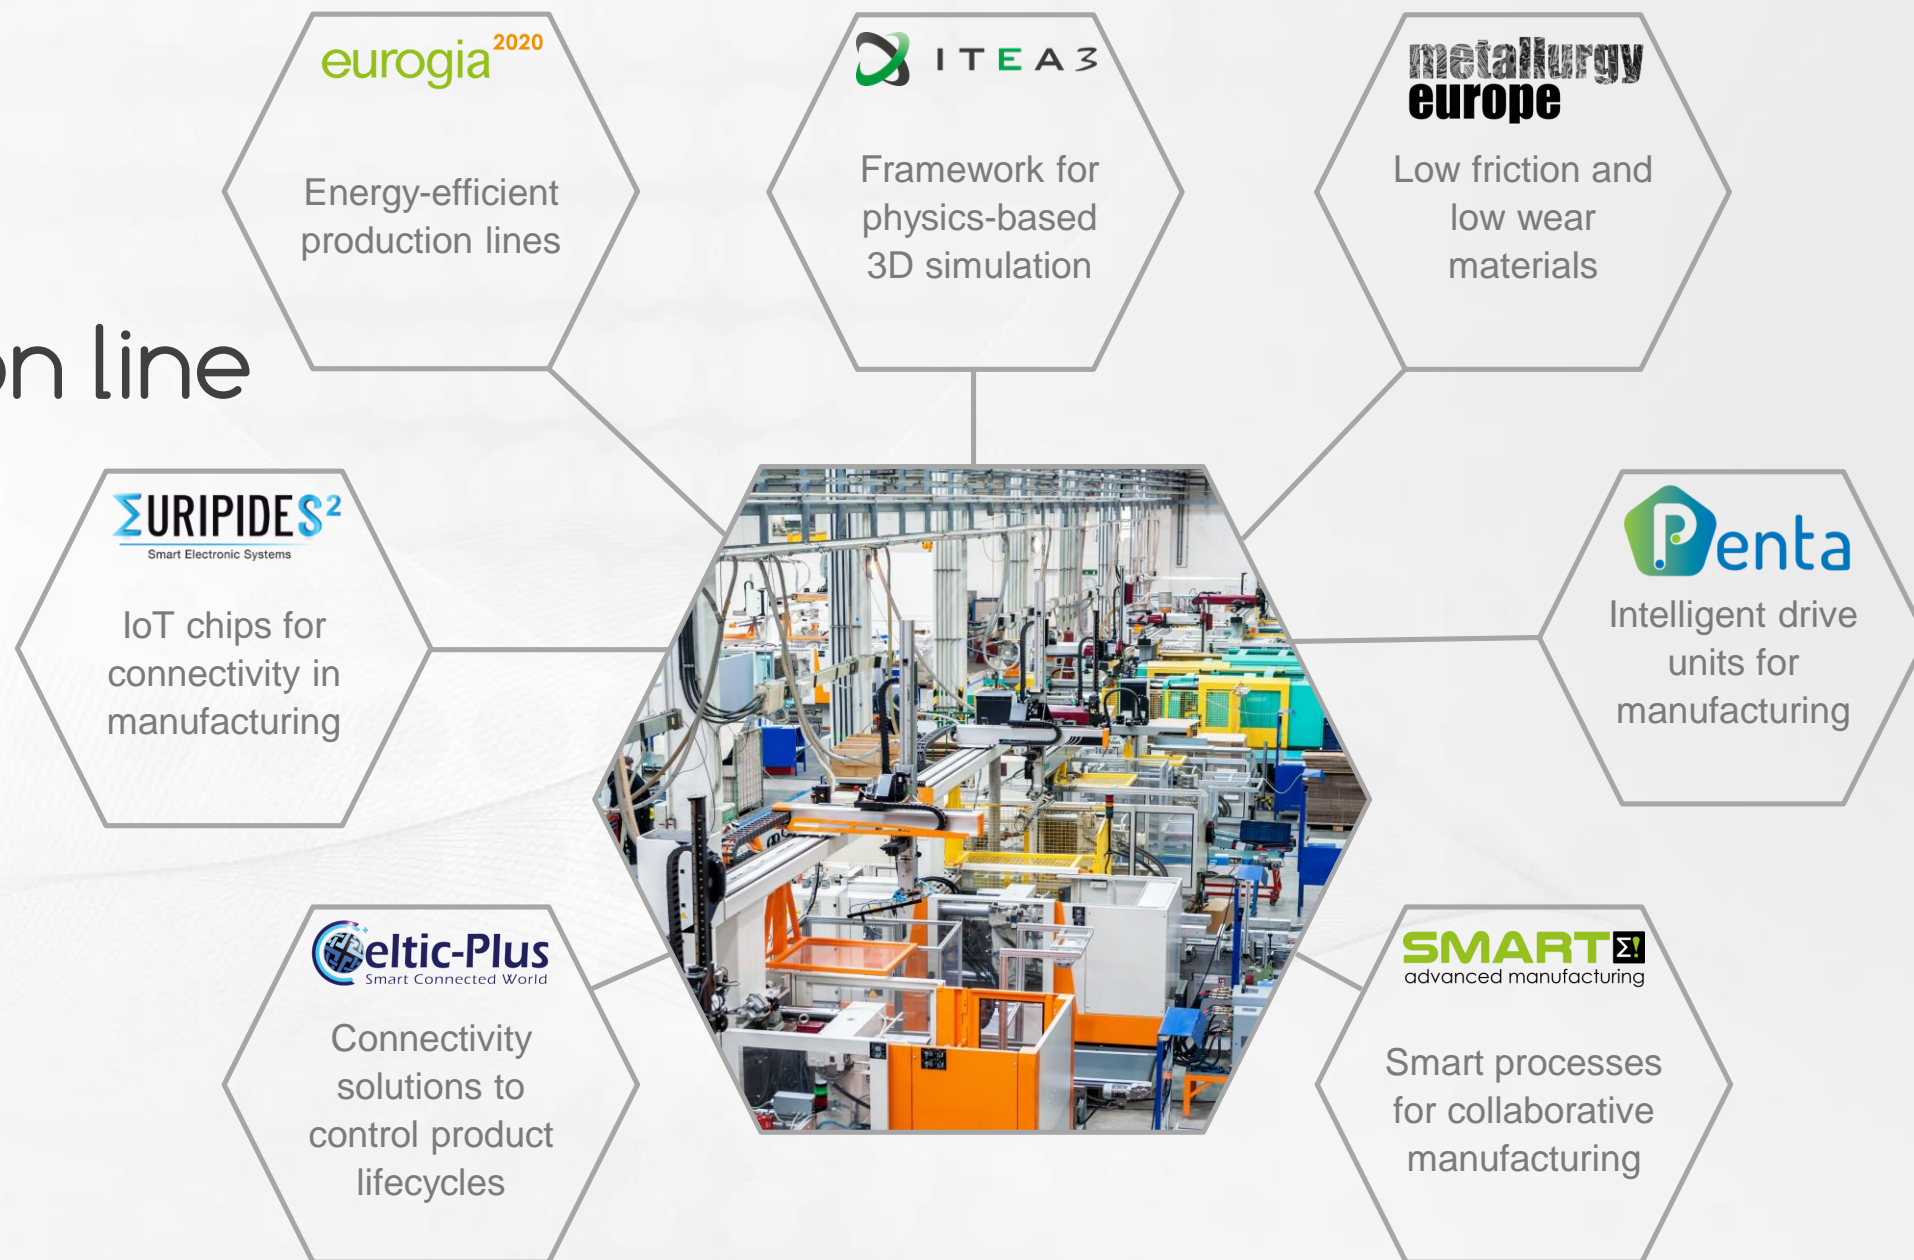 eurogia2020
Energy-efficient
production lines
ITEA3
Framework for
physics-based
3D simulation
metallurgy
europe
Low friction and
low wear
materials
on line
ΣURIPIDES²
Smart Electronic Systems
IoT chips for
connectivity in
manufacturing
Penta
Intelligent drive
units for
manufacturing
Celtic-Plus
Smart Connected World
Connectivity
solutions to
control product
lifecycles
SMART Σ!
advanced manufacturing
Smart processes
for collaborative
manufacturing